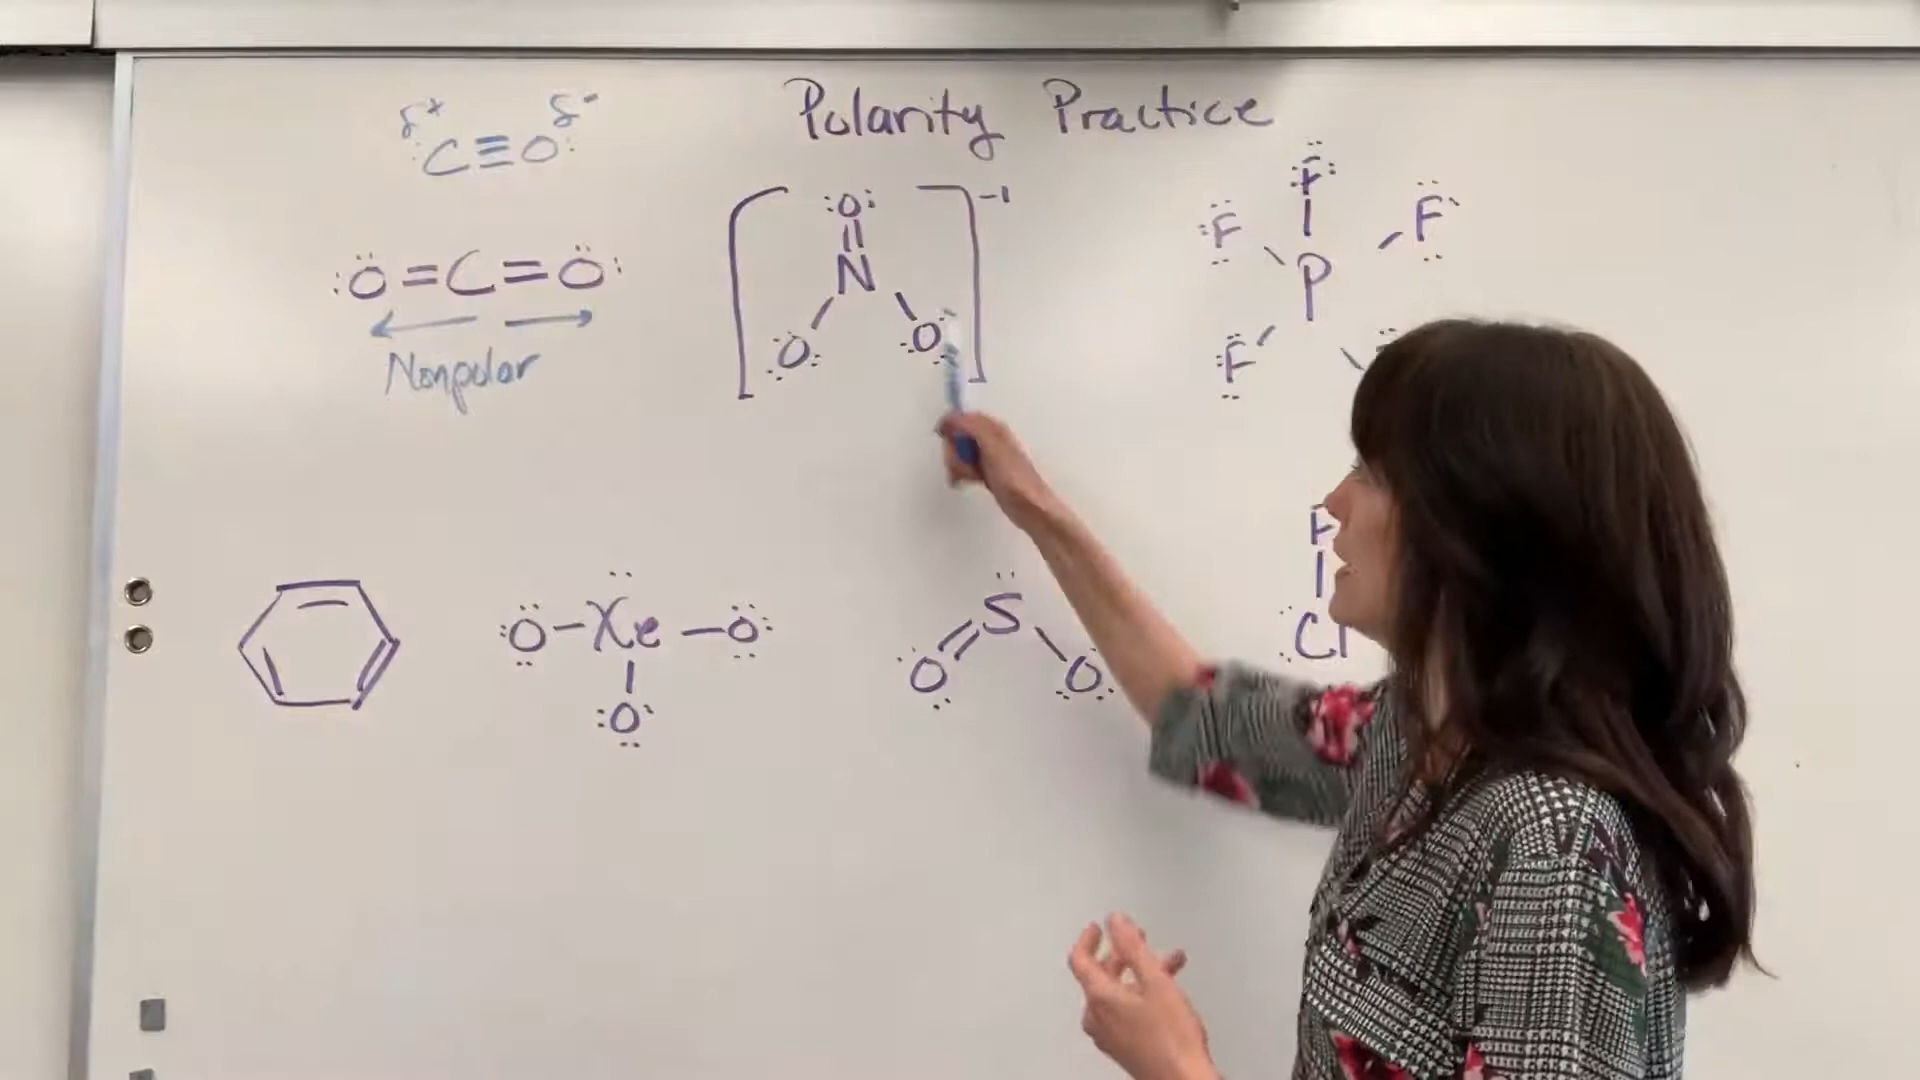 Polarity Practice
δ+ δ-
:C≡O:
O=C=O
Nonpolar
[
O
N
O O
]-1
F
F F
P
F
O-Xe-O
O
S
O O
F
Cl